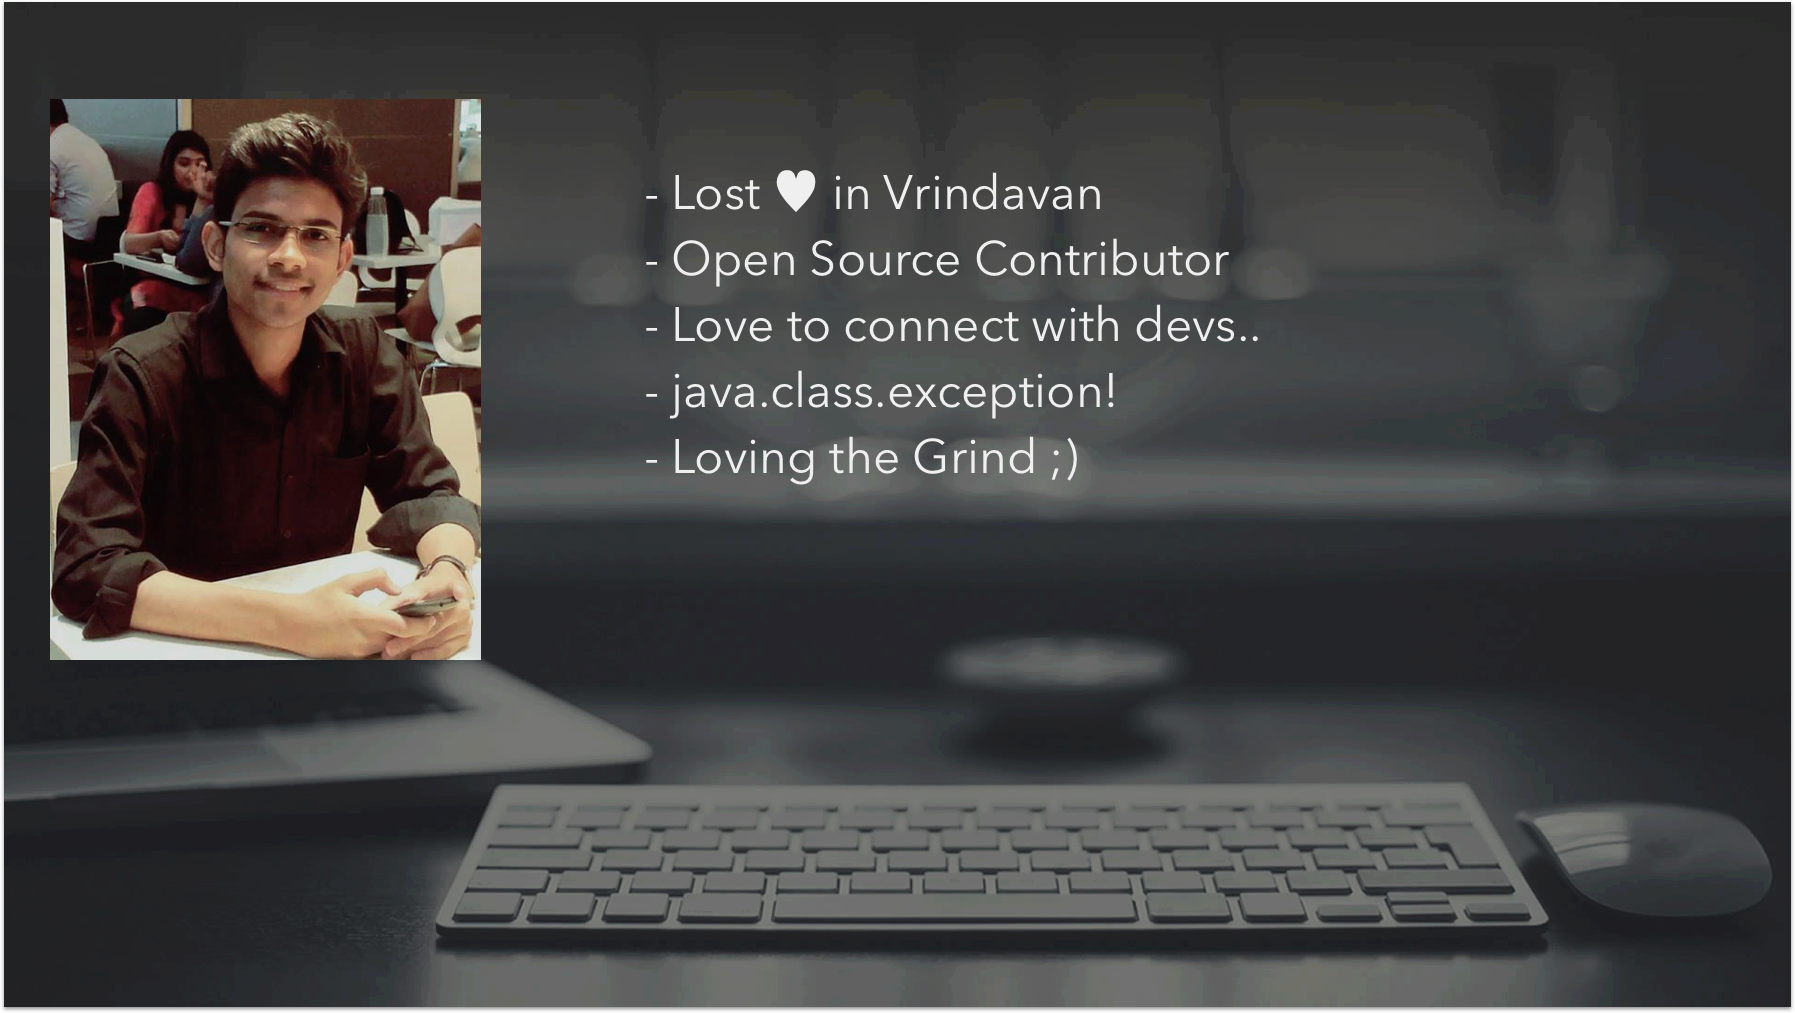 - Lost ♥ in Vrindavan
- Open Source Contributor
- Love to connect with devs..
- java.class.exception!
- Loving the Grind ;)